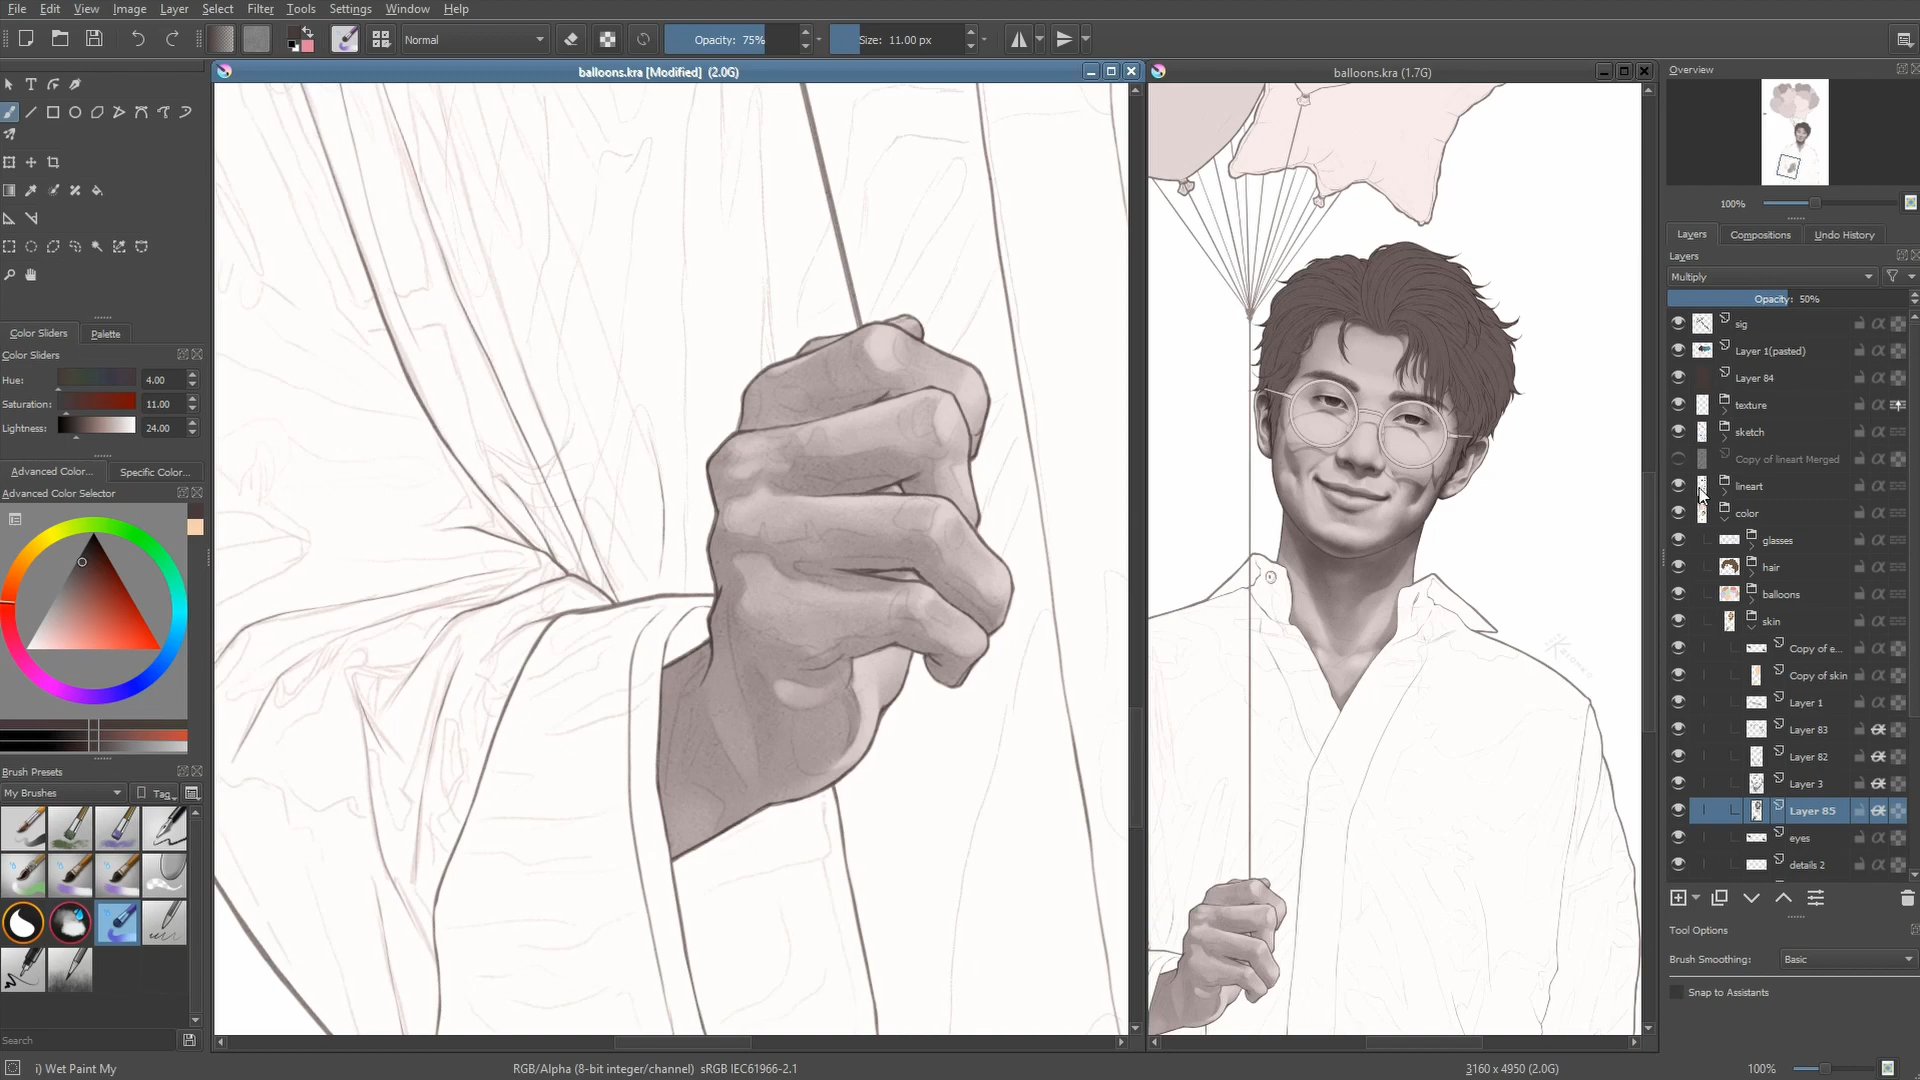 File Edit View Image Layer Select Filter Tools Settings Window Help
Normal
Opacity: 75%
Size: 11.00 px
balloons.kra [Modified] (2.0G)
balloons.kra (1.7G)
Overview
100%
Layers Compositions Undo History
Layers
Multiply
Opacity: 50%
sig
Layer 1(pasted)
Layer 84
texture
sketch
Copy of lineart Merged
lineart
color
glasses
hair
balloons
skin
Copy of e...
Copy of skin
Layer 1
Layer 83
Layer 82
Layer 3
Layer 85
eyes
details 2
Tool Options
Brush Smoothing: Basic
Snap to Assistants
Color Sliders Palette
Color Sliders
Hue: 4.00
Saturation: 11.00
Lightness: 24.00
Advanced Color... Specific Color...
Advanced Color Selector
Brush Presets
My Brushes Tag
Search
i) Wet Paint My
RGB/Alpha (8-bit integer/channel) sRGB IEC61966-2.1
3160 x 4950 (2.0G)
100%